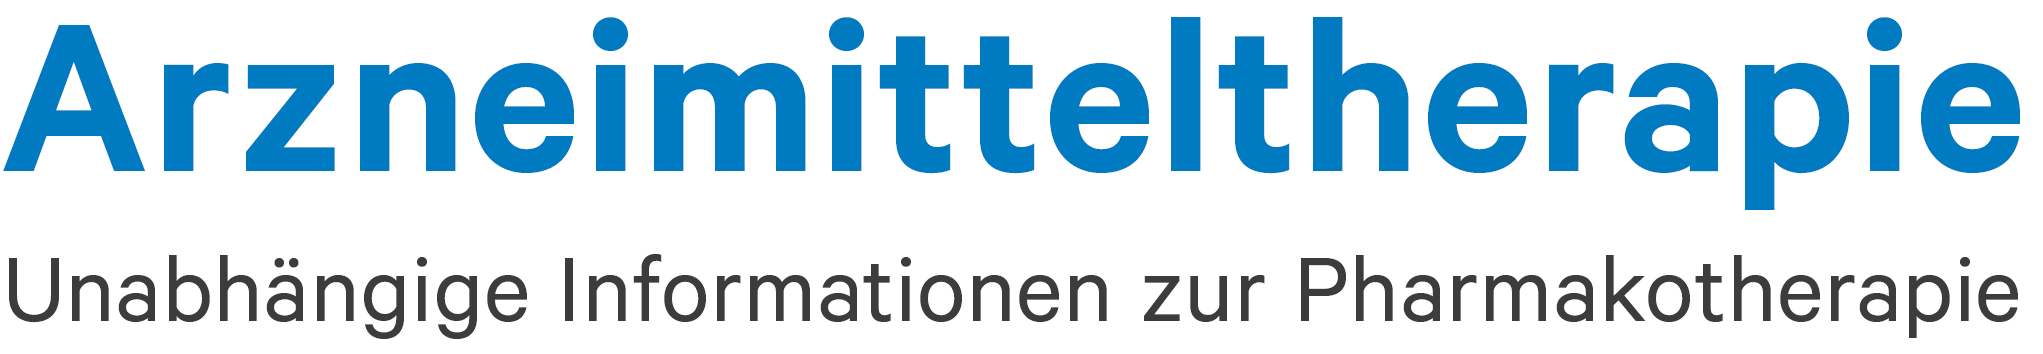 Arzneimitteltherapie
Unabhängige Informationen zur Pharmakotherapie